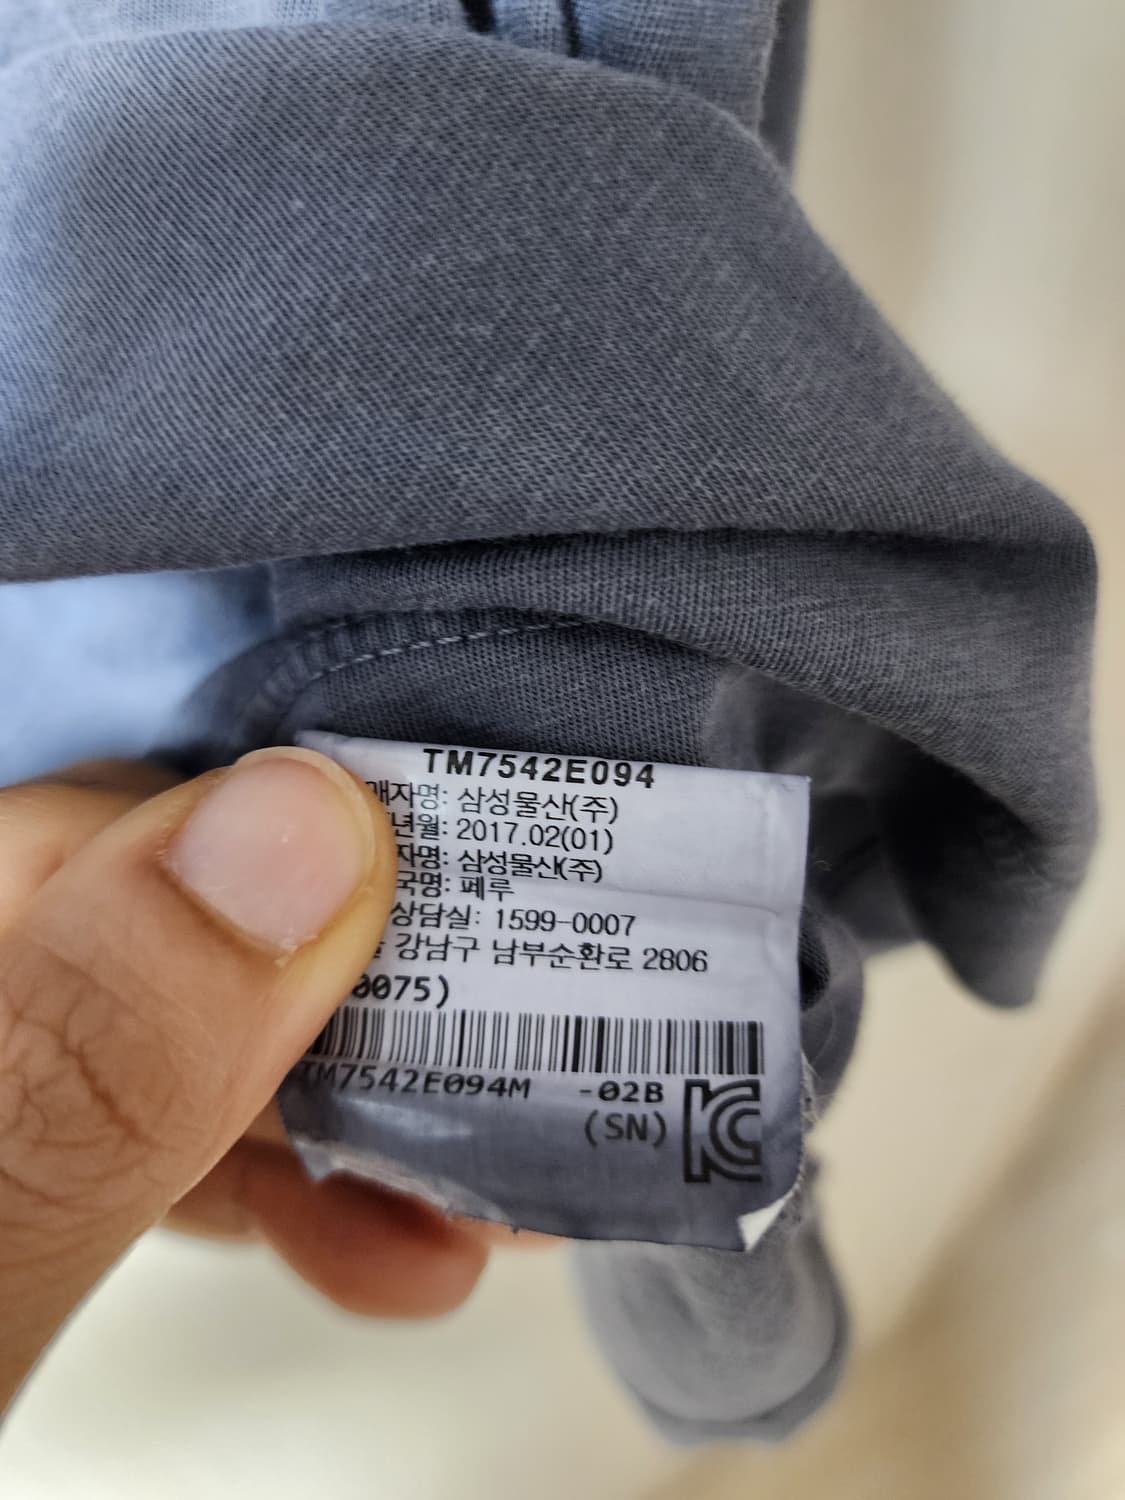 TM7542E094
매자명: 삼성물산(주)
년월: 2017.02(01)
자명: 삼성물산(주)
국명: 페루
상담실: 1599-0007
강남구 남부순환로 2806
0075)
TM7542E094M -02B
(SN)
KC